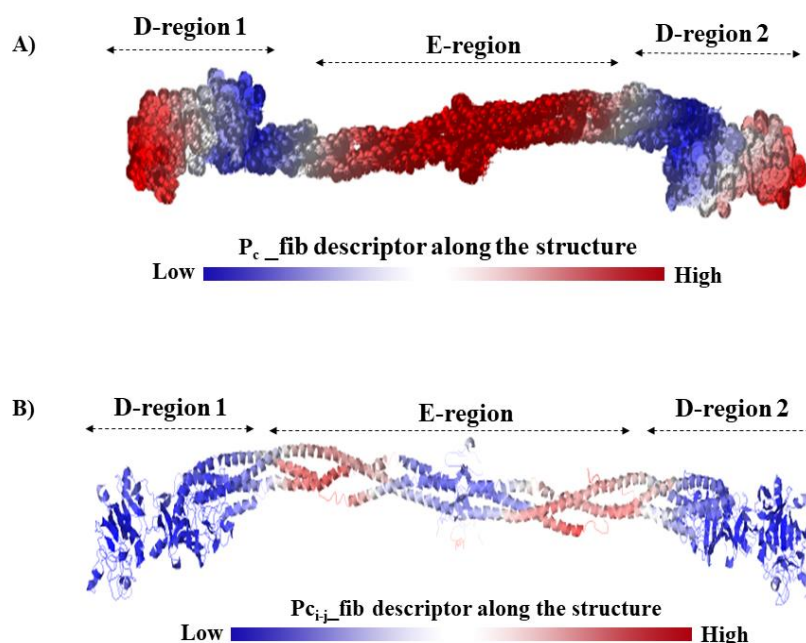 D-region 1
E-region
D-region 2
A)
Pc _fib descriptor along the structure
Low
High
B)
D-region 1
E-region
D-region 2
Pci-j_fib descriptor along the structure
Low
High